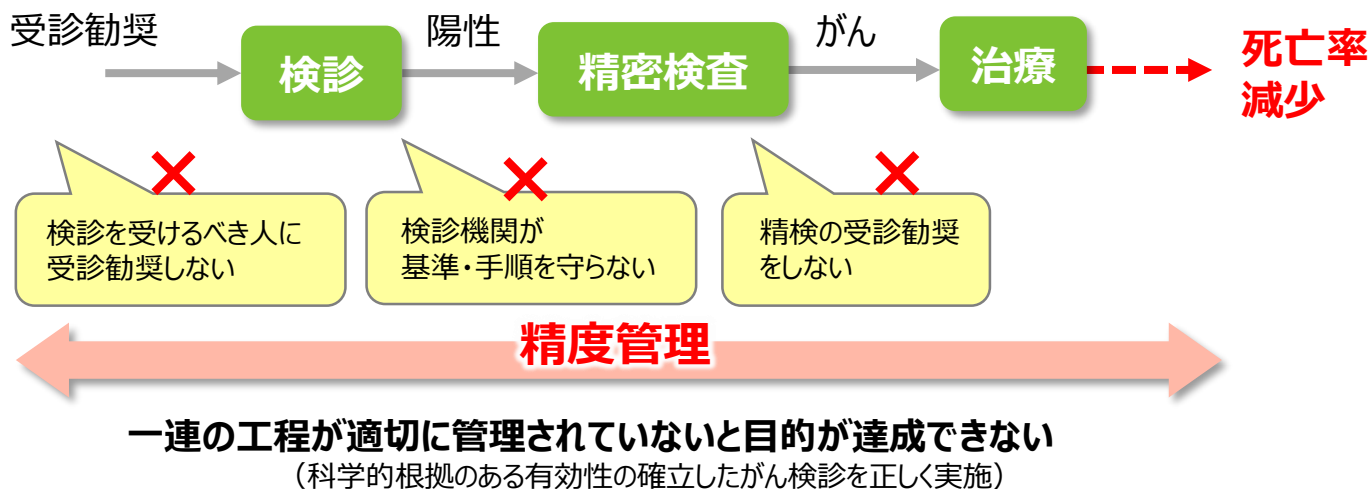 受診勧奨
検診
陽性
精密検査
がん
治療
死亡率
減少
検診を受けるべき人に
受診勧奨しない
検診機関が
基準・手順を守らない
精検の受診勧奨
をしない
精度管理
一連の工程が適切に管理されていないと目的が達成できない
（科学的根拠のある有効性の確立したがん検診を正しく実施）